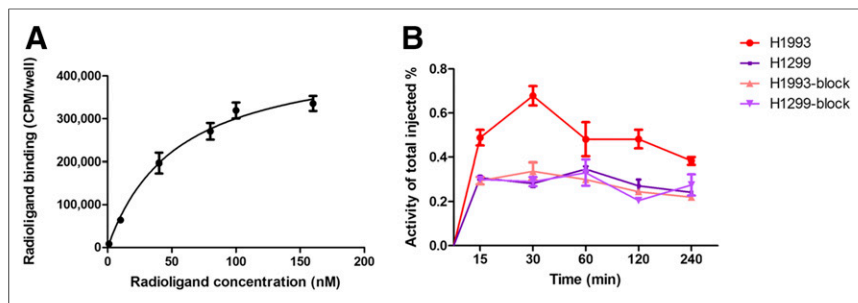 A
Radioligand binding (CPM/well)
400,000
300,000
200,000
100,000
0
0
50
100
150
200
Radioligand concentration (nM)
B
Activity of total injected %
0.8
0.6
0.4
0.2
0.0
15
30
60
120
240
Time (min)
H1993
H1299
H1993-block
H1299-block